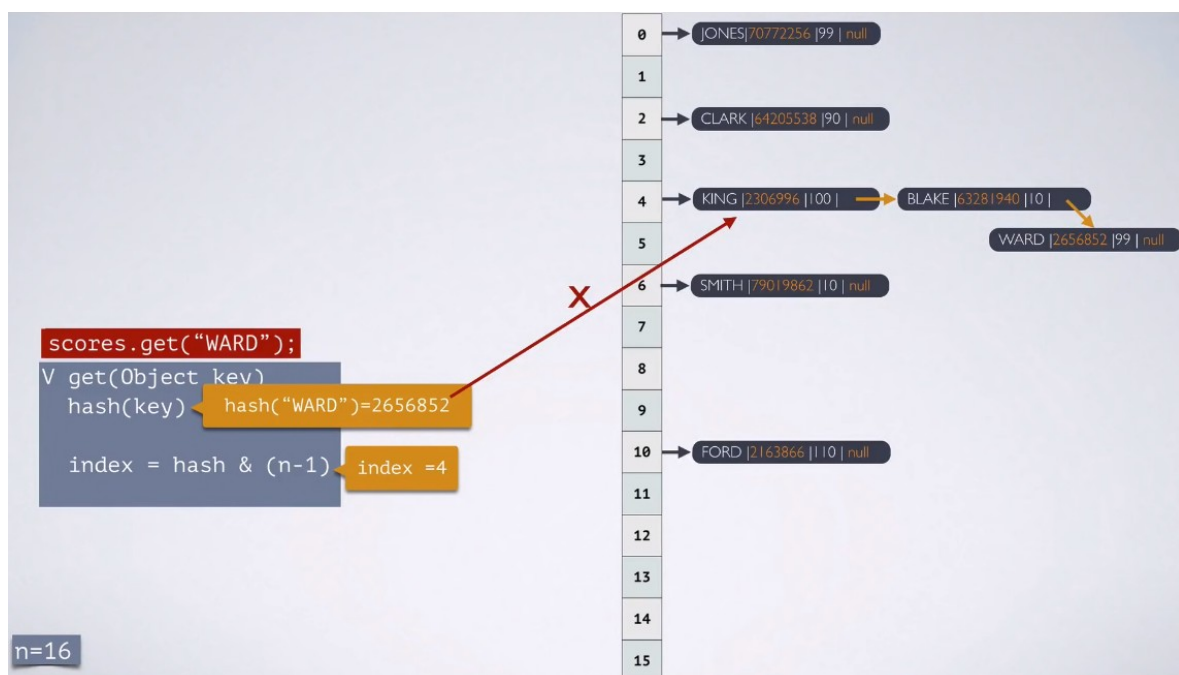 0
JONES|70772256 |99 | null
1
2
CLARK |64205538 |90 | null
3
4
KING |2306996 |100 |
BLAKE |63281940 |10 |
5
WARD |2656852 |99 | null
X
6
SMITH |79019862 |10 | null
7
scores.get(“WARD”);
8
V get(Object key)
hash(key)
hash(“WARD”)=2656852
9
index = hash & (n-1)
index =4
10
FORD |2163866 |110 | null
11
12
13
14
n=16
15